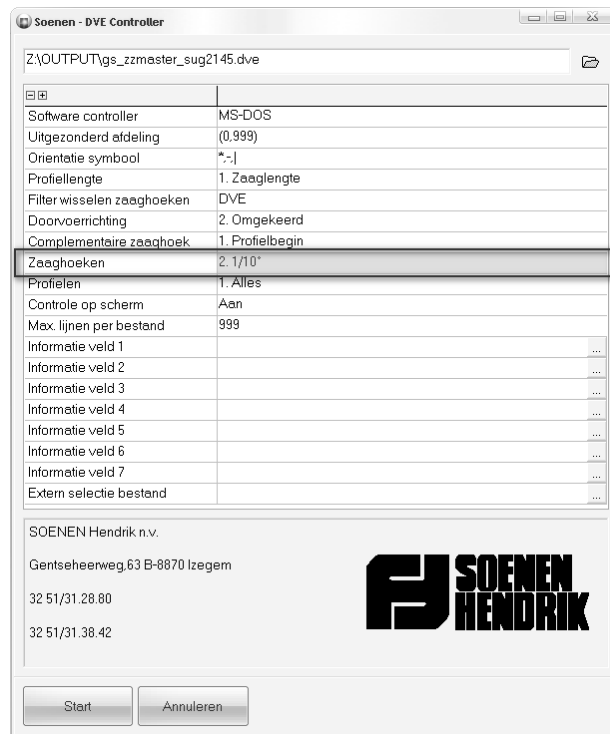 Soenen - DVE Controller
Z:\OUTPUT\gs_zzmaster_sug2145.dve
Software controller MS-DOS
Uitgezonderd afdeling (0,999)
Orientatie symbool *,-,|
Profiellengte 1. Zaaglengte
Filter wisselen zaaghoeken DVE
Doorvoerrichting 2. Omgekeerd
Complementaire zaaghoek 1. Profielbegin
Zaaghoeken 2. 1/10°
Profielen 1. Alles
Controle op scherm Aan
Max. lijnen per bestand 999
Informatie veld 1 ...
Informatie veld 2 ...
Informatie veld 3 ...
Informatie veld 4 ...
Informatie veld 5 ...
Informatie veld 6 ...
Informatie veld 7 ...
Extern selectie bestand ...
SOENEN Hendrik n.v.
Gentseheerweg,63 B-8870 Izegem
32 51/31.28.80
32 51/31.38.42
SOENEN
HENDRIK
Start Annuleren